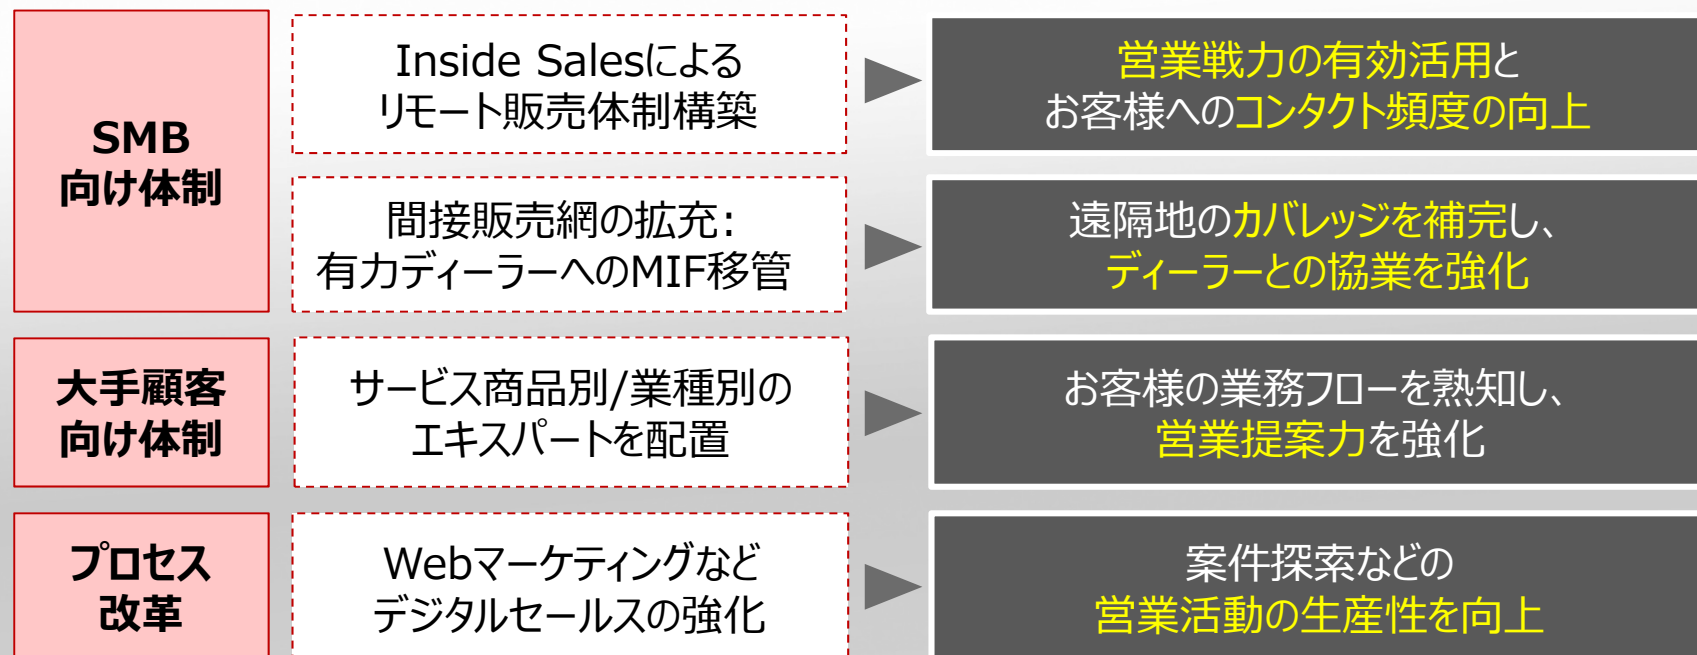 SMB
向け体制
Inside Salesによる
リモート販売体制構築
営業戦力の有効活用と
お客様へのコンタクト頻度の向上
間接販売網の拡充：
有力ディーラーへのMIF移管
遠隔地のカバレッジを補完し、
ディーラーとの協業を強化
大手顧客
向け体制
サービス商品別/業種別の
エキスパートを配置
お客様の業務フローを熟知し、
営業提案力を強化
プロセス
改革
Webマーケティングなど
デジタルセールスの強化
案件探索などの
営業活動の生産性を向上